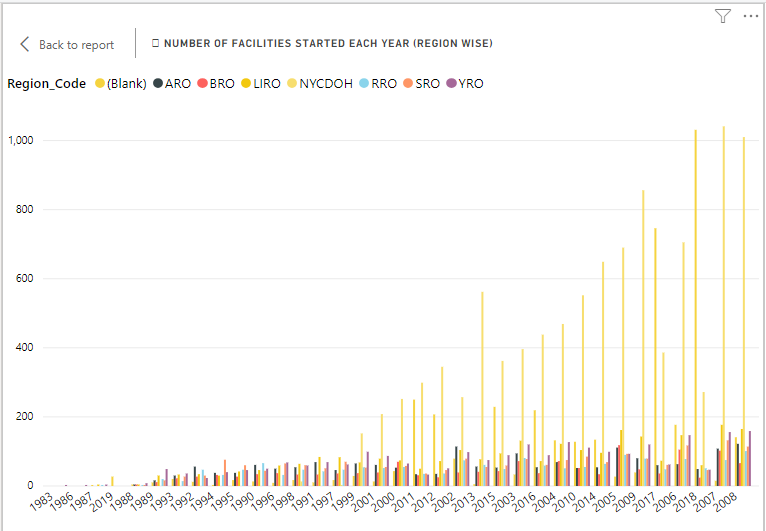 Back to report
NUMBER OF FACILITIES STARTED EACH YEAR (REGION WISE)
Region_Code (Blank) ARO BRO LIRO NYCDOH RRO SRO YRO
1,000
800
600
400
200
0
1983 1986 1987 2019 1988 1989 1993 1992 1994 1995 1990 1996 1998 1991 1997 1999 2001 2000 2011 2012 2002 2013 2015 2003 2016 2004 2010 2014 2005 2009 2017 2006 2018 2007 2008